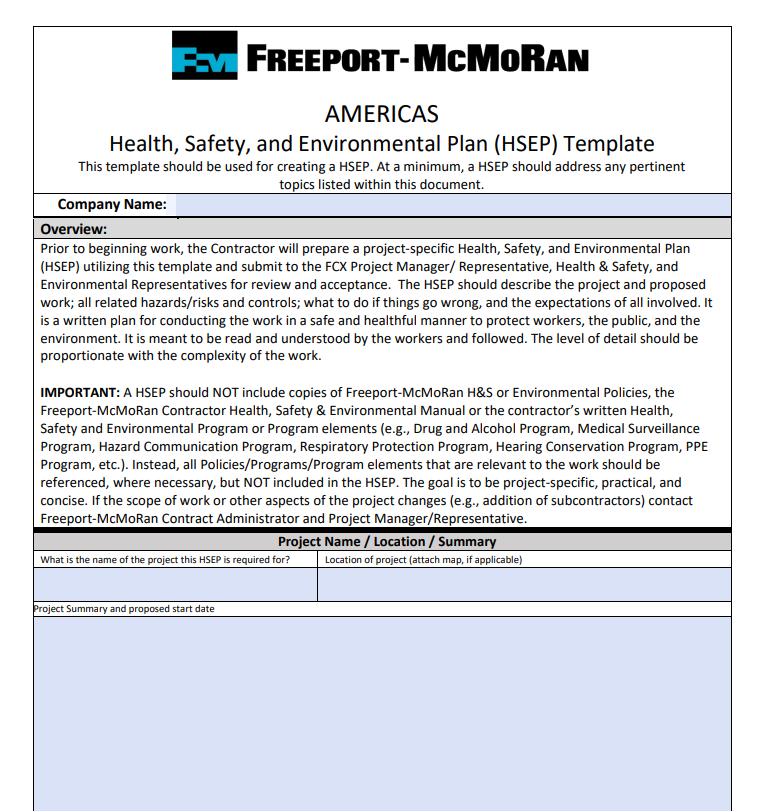 FCM FREEPORT-MCMORAN
AMERICAS
Health, Safety, and Environmental Plan (HSEP) Template
This template should be used for creating a HSEP. At a minimum, a HSEP should address any pertinent
topics listed within this document.
Company Name:
Overview:
Prior to beginning work, the Contractor will prepare a project-specific Health, Safety, and Environmental Plan
(HSEP) utilizing this template and submit to the FCX Project Manager/ Representative, Health & Safety, and
Environmental Representatives for review and acceptance.  The HSEP should describe the project and proposed
work; all related hazards/risks and controls; what to do if things go wrong, and the expectations of all involved. It
is a written plan for conducting the work in a safe and healthful manner to protect workers, the public, and the
environment. It is meant to be read and understood by the workers and followed. The level of detail should be
proportionate with the complexity of the work.
IMPORTANT: A HSEP should NOT include copies of Freeport-McMoRan H&S or Environmental Policies, the
Freeport-McMoRan Contractor Health, Safety & Environmental Manual or the contractor's written Health,
Safety and Environmental Program or Program elements (e.g., Drug and Alcohol Program, Medical Surveillance
Program, Hazard Communication Program, Respiratory Protection Program, Hearing Conservation Program, PPE
Program, etc.). Instead, all Policies/Programs/Program elements that are relevant to the work should be
referenced, where necessary, but NOT included in the HSEP. The goal is to be project-specific, practical, and
concise. If the scope of work or other aspects of the project changes (e.g., addition of subcontractors) contact
Freeport-McMoRan Contract Administrator and Project Manager/Representative.
Project Name / Location / Summary
What is the name of the project this HSEP is required for?
Location of project (attach map, if applicable)
Project Summary and proposed start date